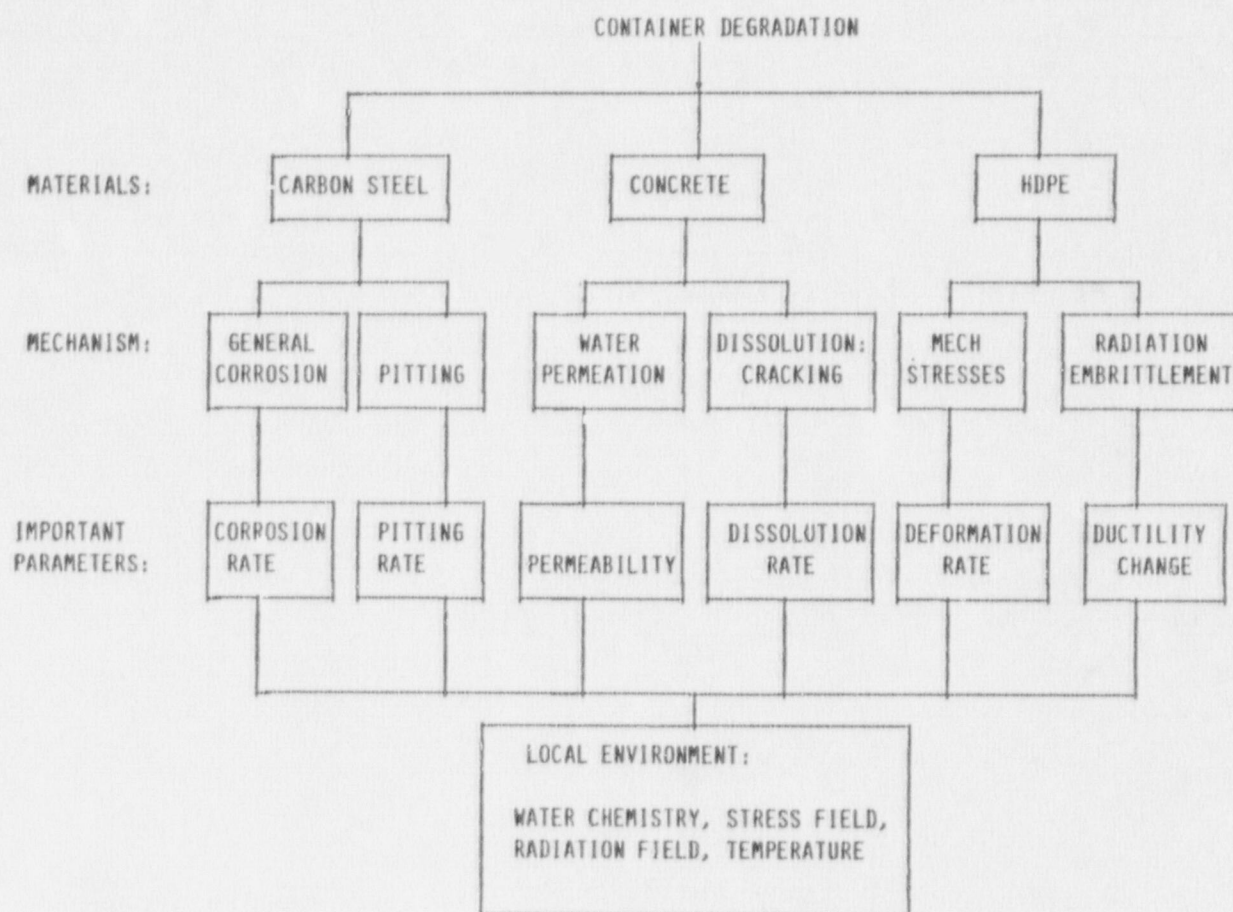 CONTAINER DEGRADATION
MATERIALS:
CARBON STEEL
CONCRETE
HDPE
MECHANISM:
GENERAL
CORROSION
PITTING
WATER
PERMEATION
DISSOLUTION:
CRACKING
MECH
STRESSES
RADIATION
EMBRITTLEMENT
IMPORTANT
PARAMETERS:
CORROSION
RATE
PITTING
RATE
PERMEABILITY
DISSOLUTION
RATE
DEFORMATION
RATE
DUCTILITY
CHANGE
LOCAL ENVIRONMENT:
WATER CHEMISTRY, STRESS FIELD,
RADIATION FIELD, TEMPERATURE